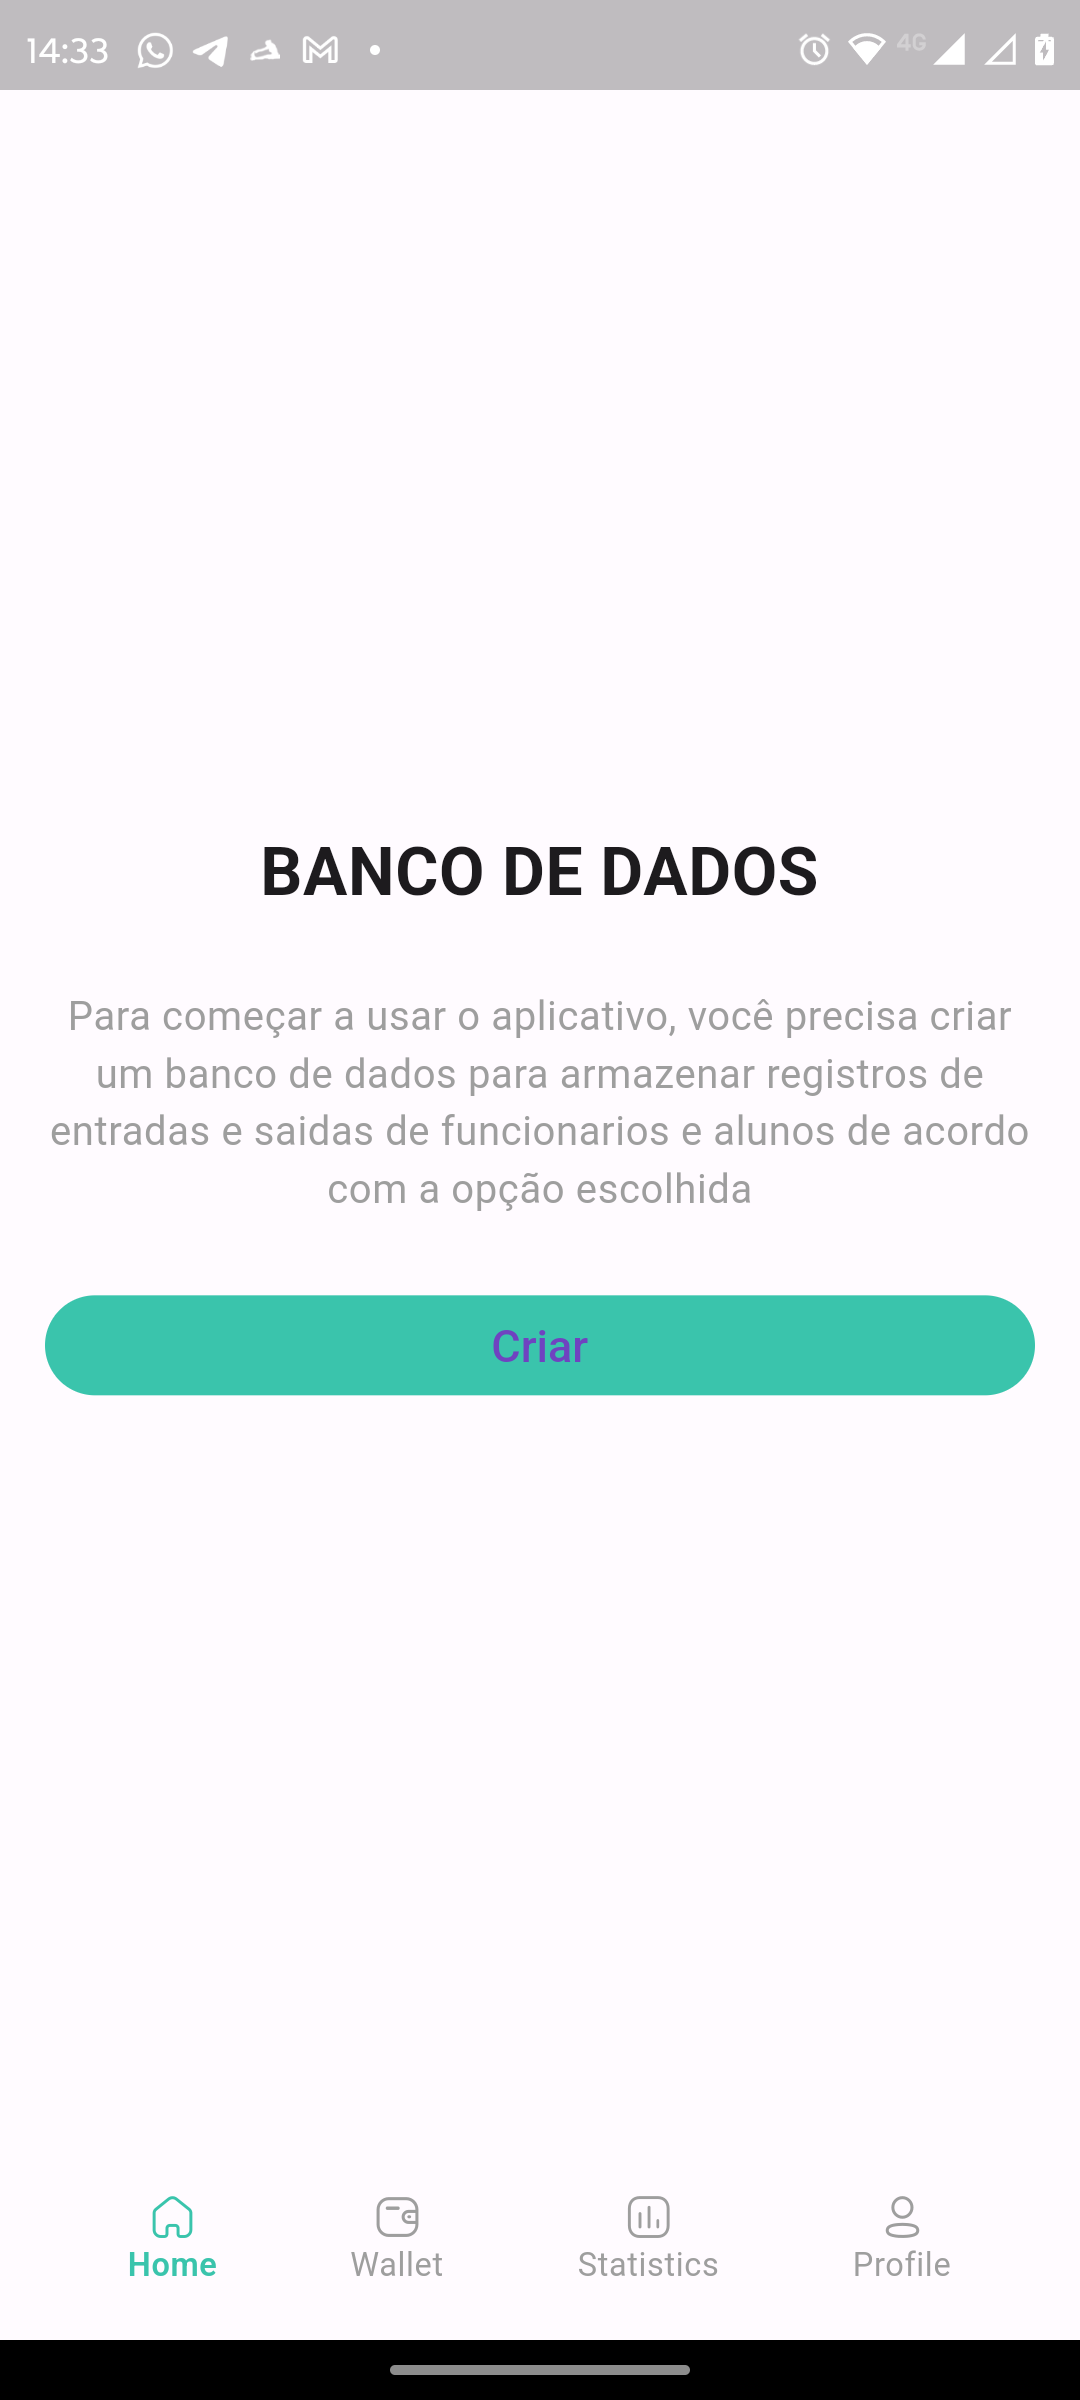 14:33
4G
BANCO DE DADOS
Para começar a usar o aplicativo, você precisa criar
um banco de dados para armazenar registros de
entradas e saidas de funcionarios e alunos de acordo
com a opção escolhida
Criar
Home Wallet Statistics Profile